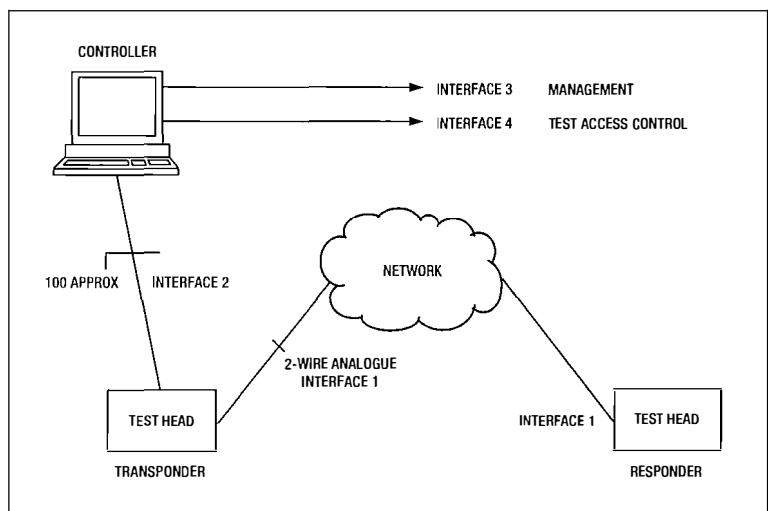 CONTROLLER
INTERFACE 3 MANAGEMENT
INTERFACE 4 TEST ACCESS CONTROL
NETWORK
100 APPROX INTERFACE 2
2-WIRE ANALOGUE
INTERFACE 1
TEST HEAD
INTERFACE 1
TEST HEAD
TRANSPONDER
RESPONDER